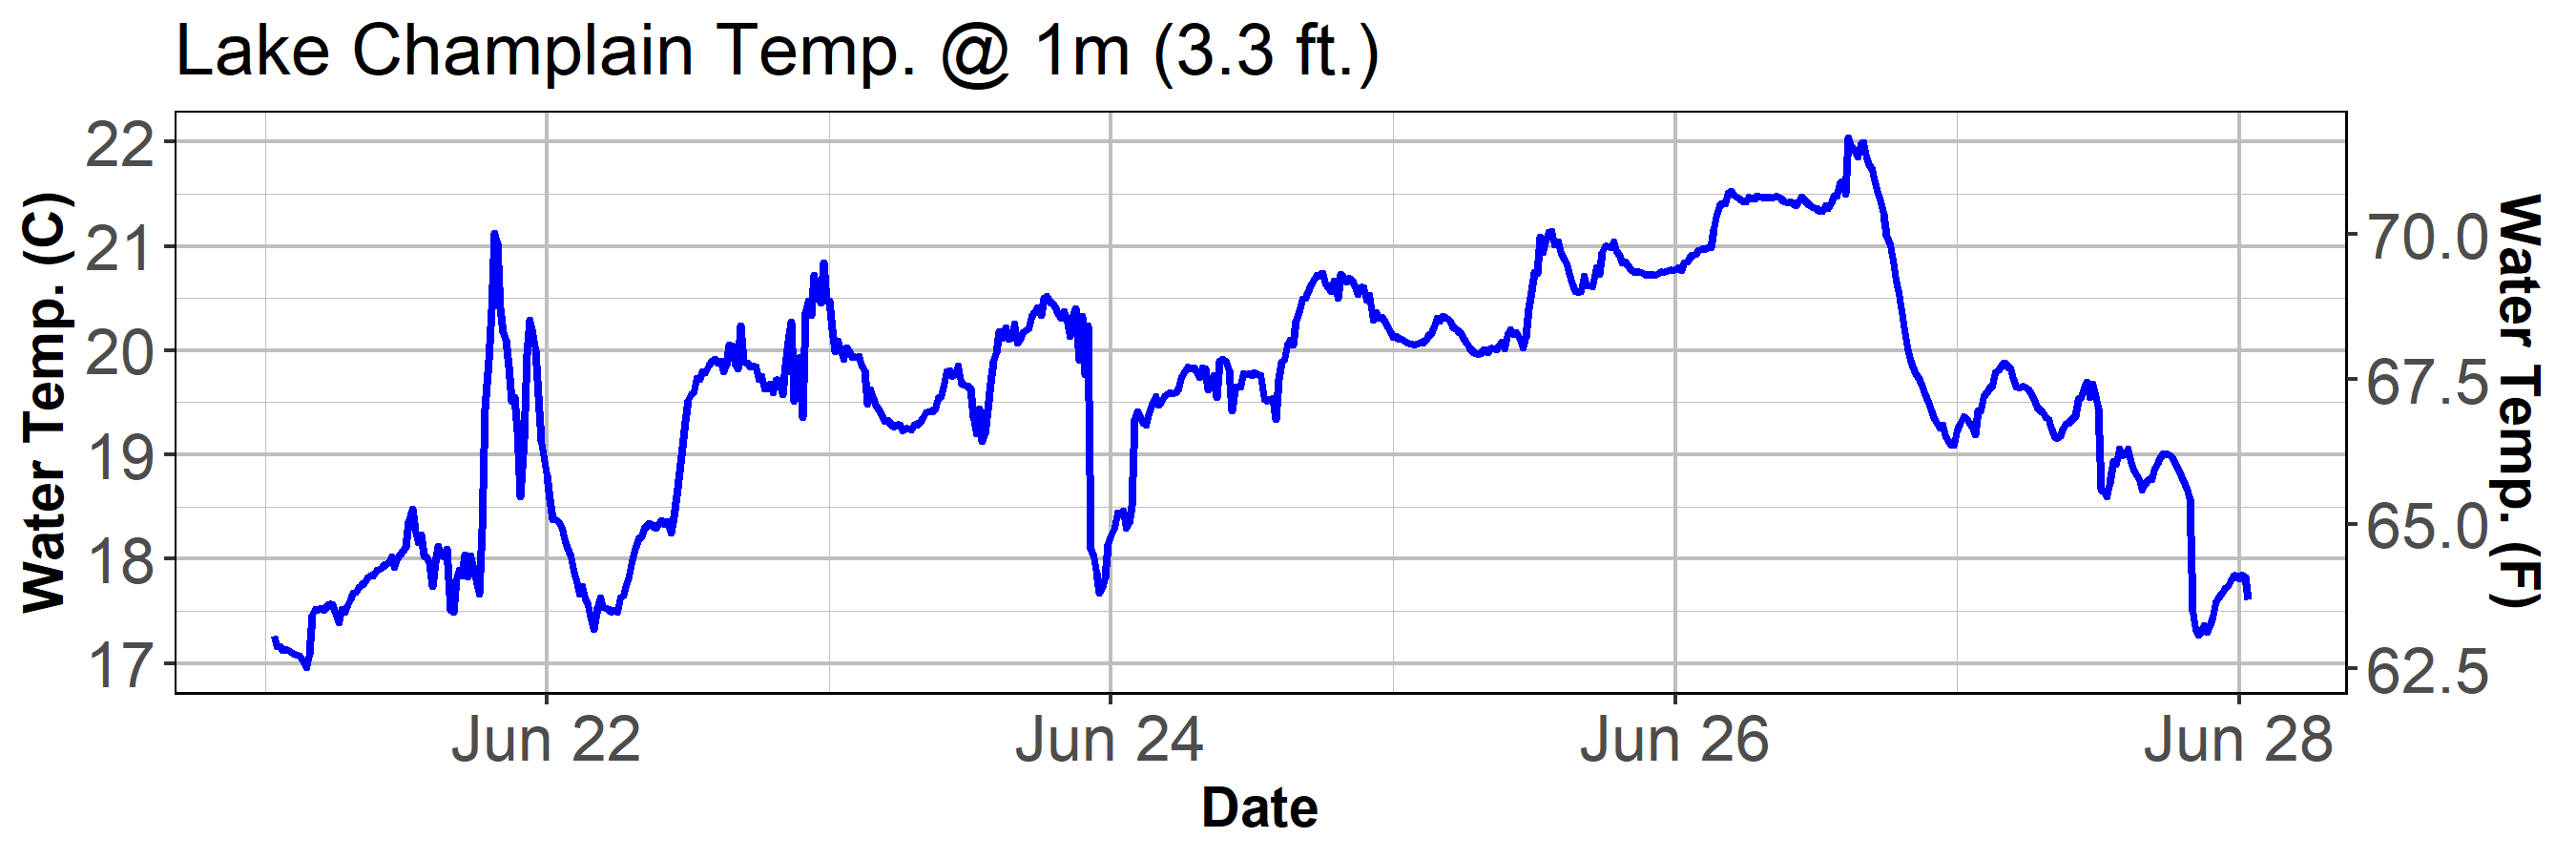 Lake Champlain Temp. @ 1m (3.3 ft.)
Water Temp. (C)
22
21
20
19
18
17
70.0
67.5
65.0
62.5
Water Temp. (F)
Jun 22 Jun 24 Jun 26 Jun 28
Date